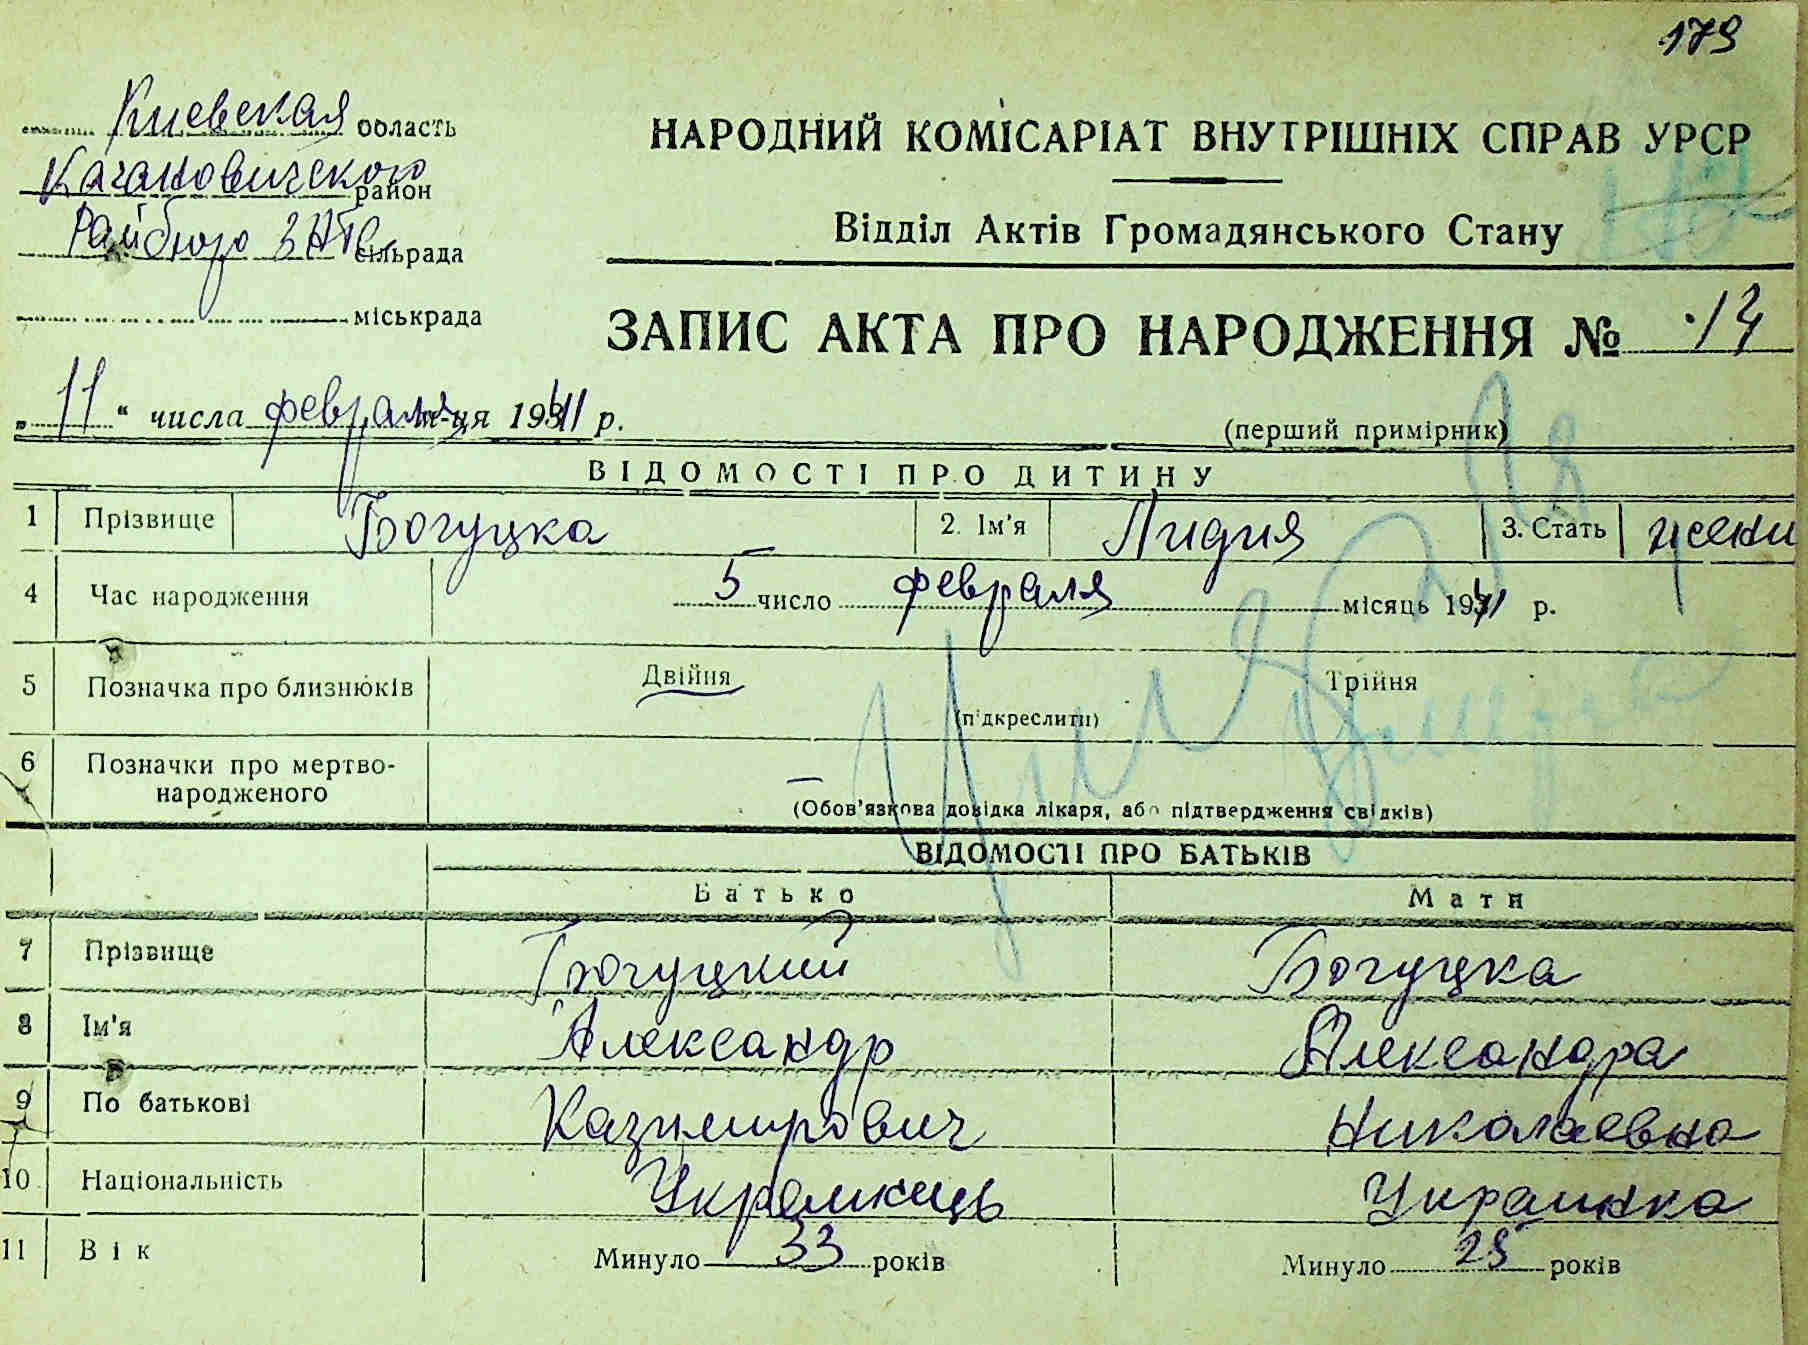 179
Киевская область
Кагановичского район
Райбюро ЗАГС сільрада
міськрада
НАРОДНИЙ КОМІСАРІАТ ВНУТРІШНІХ СПРАВ УРСР
Відділ Актів Громадянського Стану
ЗАПИС АКТА ПРО НАРОДЖЕННЯ №
„11“ числа февраля м-ця 1941 р.
(перший примірник)
ВІДОМОСТІ ПРО ДИТИНУ
1 Прізвище Богуцка 2. Ім'я Лидия 3. Стать женск
4 Час народження 5 число февраля місяць 1941 р.
5 Позначка про близнюків Двійня Трійня
(підкреслити)
6 Позначки про мертво-
народженого
(Обов'язкова довідка лікаря, або підтвердження свідків)
ВІДОМОСТІ ПРО БАТЬКІВ
Батько Мати
7 Прізвище Богуцкий Богуцка
8 Ім'я Александр Александра
9 По батькові Казимирович Николаевна
10 Національність Украинець Украинка
11 Вік Минуло 33 років Минуло 25 років